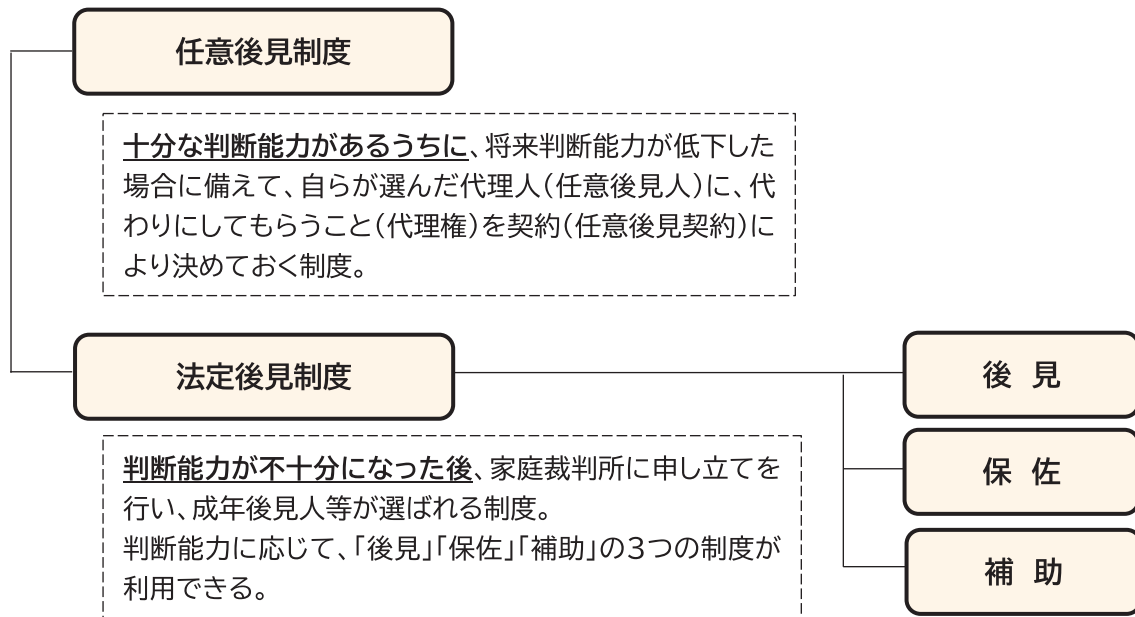 任意後見制度
十分な判断能力があるうちに、将来判断能力が低下した
場合に備えて、自らが選んだ代理人(任意後見人)に、代
わりにしてもらうこと(代理権)を契約(任意後見契約)に
より決めておく制度。
法定後見制度
判断能力が不十分になった後、家庭裁判所に申し立てを
行い、成年後見人等が選ばれる制度。
判断能力に応じて、「後見」「保佐」「補助」の3つの制度が
利用できる。
後 見
保 佐
補 助